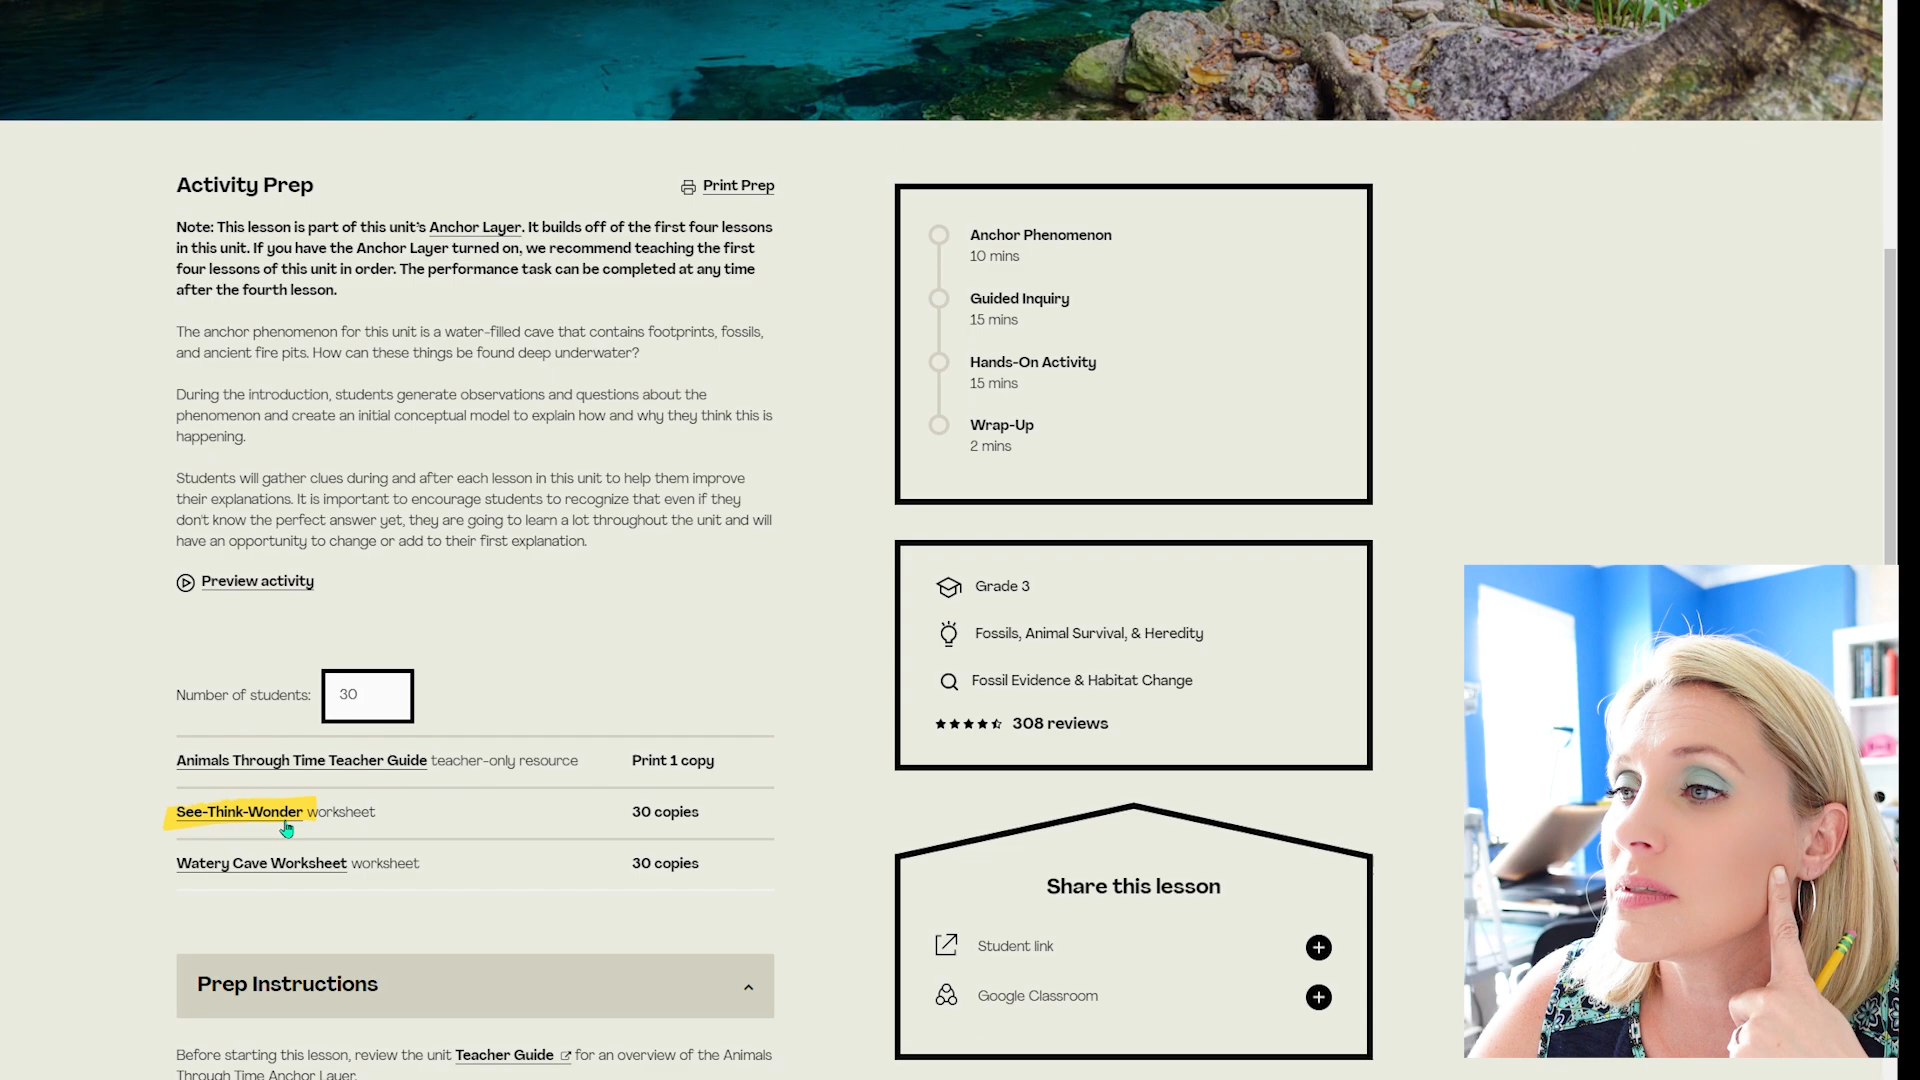 Activity Prep
Print Prep
Note: This lesson is part of this unit's Anchor Layer. It builds off of the first four lessons
in this unit. If you have the Anchor Layer turned on, we recommend teaching the first
four lessons of this unit in order. The performance task can be completed at any time
after the fourth lesson.
The anchor phenomenon for this unit is a water-filled cave that contains footprints, fossils,
and ancient fire pits. How can these things be found deep underwater?
During the introduction, students generate observations and questions about the
phenomenon and create an initial conceptual model to explain how and why they think this is
happening.
Students will gather clues during and after each lesson in this unit to help them improve
their explanations. It is important to encourage students to recognize that even if they
don't know the perfect answer yet, they are going to learn a lot throughout the unit and will
have an opportunity to change or add to their first explanation.
Preview activity
Number of students: 30
Animals Through Time Teacher Guide teacher-only resource Print 1 copy
See-Think-Wonder worksheet 30 copies
Watery Cave Worksheet worksheet 30 copies
Prep Instructions
Before starting this lesson, review the unit Teacher Guide for an overview of the Animals
Through Time Anchor Layer.
Anchor Phenomenon
10 mins
Guided Inquiry
15 mins
Hands-On Activity
15 mins
Wrap-Up
2 mins
Grade 3
Fossils, Animal Survival, & Heredity
Fossil Evidence & Habitat Change
308 reviews
Share this lesson
Student link
Google Classroom